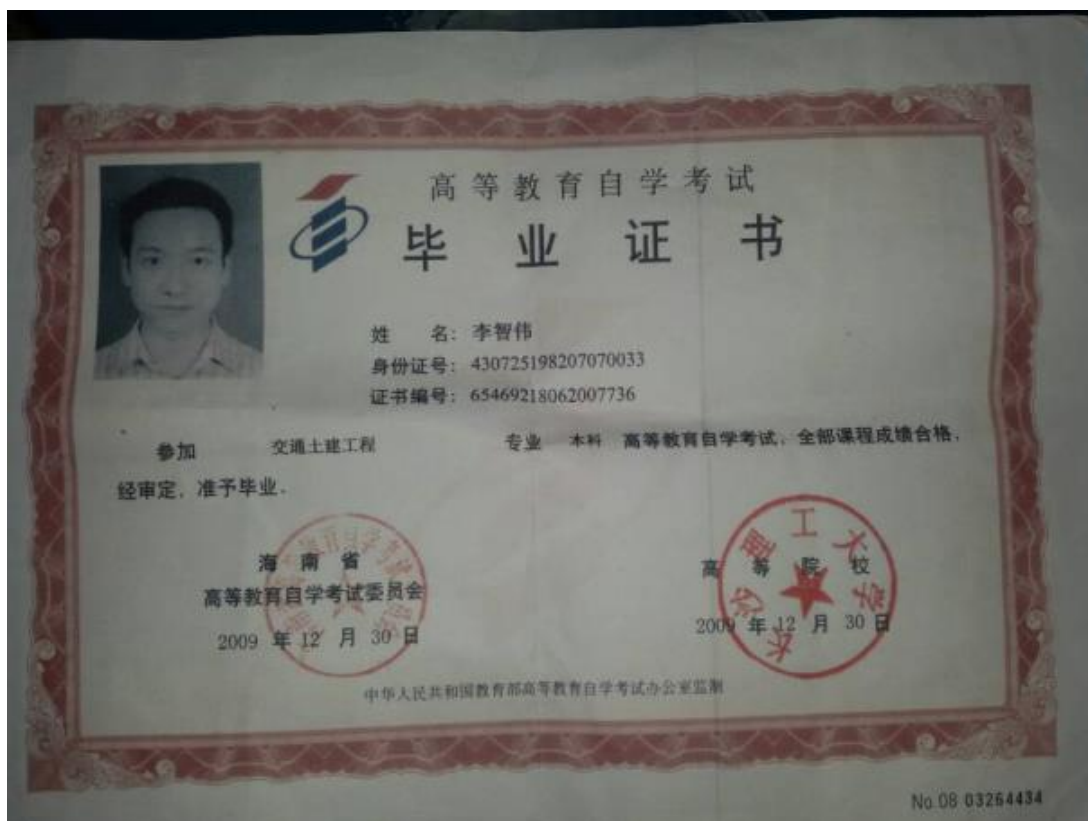 高等教育自学考试
毕业证书
姓 名：李智伟
身份证号：430725198207070033
证书编号：65469218062007736
参加 交通土建工程 专业 本科 高等教育自学考试，全部课程成绩合格，
经审定，准予毕业．
海南省
高等教育自学考试委员会
2009 年 12 月 30 日
高等院校
长沙理工大学
2009 年 12 月 30 日
中华人民共和国教育部高等教育自学考试办公室监制
No.08 03264434